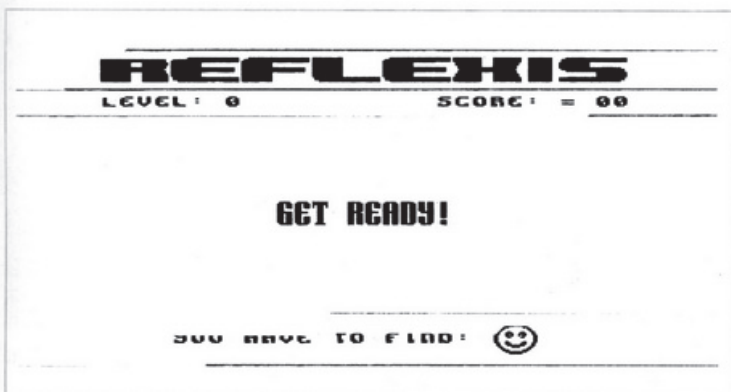 REFLEXIS
LEVEL: 0 SCORE: = 00
GET READY!
YOU HAVE TO FIND: